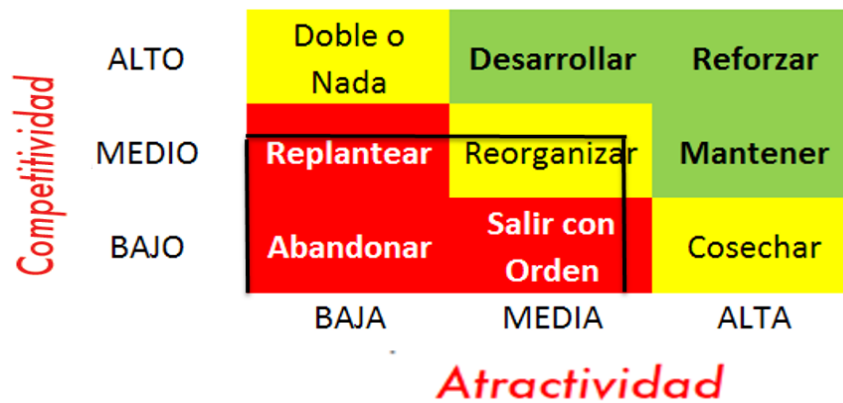 Competitividad
ALTO
Doble o
Nada
Desarrollar
Reforzar
MEDIO
Replantear
Reorganizar
Mantener
BAJO
Abandonar
Salir con
Orden
Cosechar
BAJA
MEDIA
ALTA
Atractividad